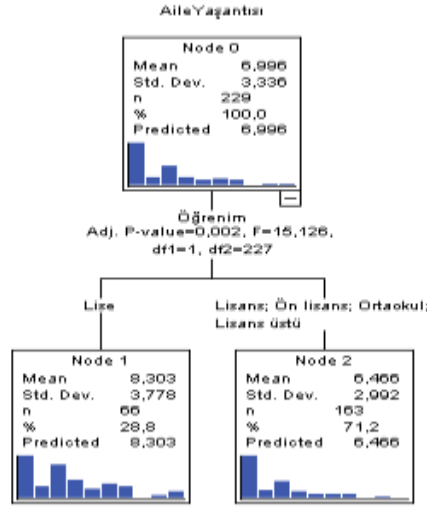 AileYaşantısı
Node 0
Mean 6,996
Std. Dev. 3,336
n 229
% 100,0
Predicted 6,996
Öğrenim
Adj. P-value=0,002, F=15,126,
df1=1, df2=227
Lise
Lisans; Ön lisans; Ortaokul;
Lisans üstü
Node 1
Mean 8,303
Std. Dev. 3,778
n 66
% 28,8
Predicted 8,303
Node 2
Mean 6,466
Std. Dev. 2,992
n 163
% 71,2
Predicted 6,466